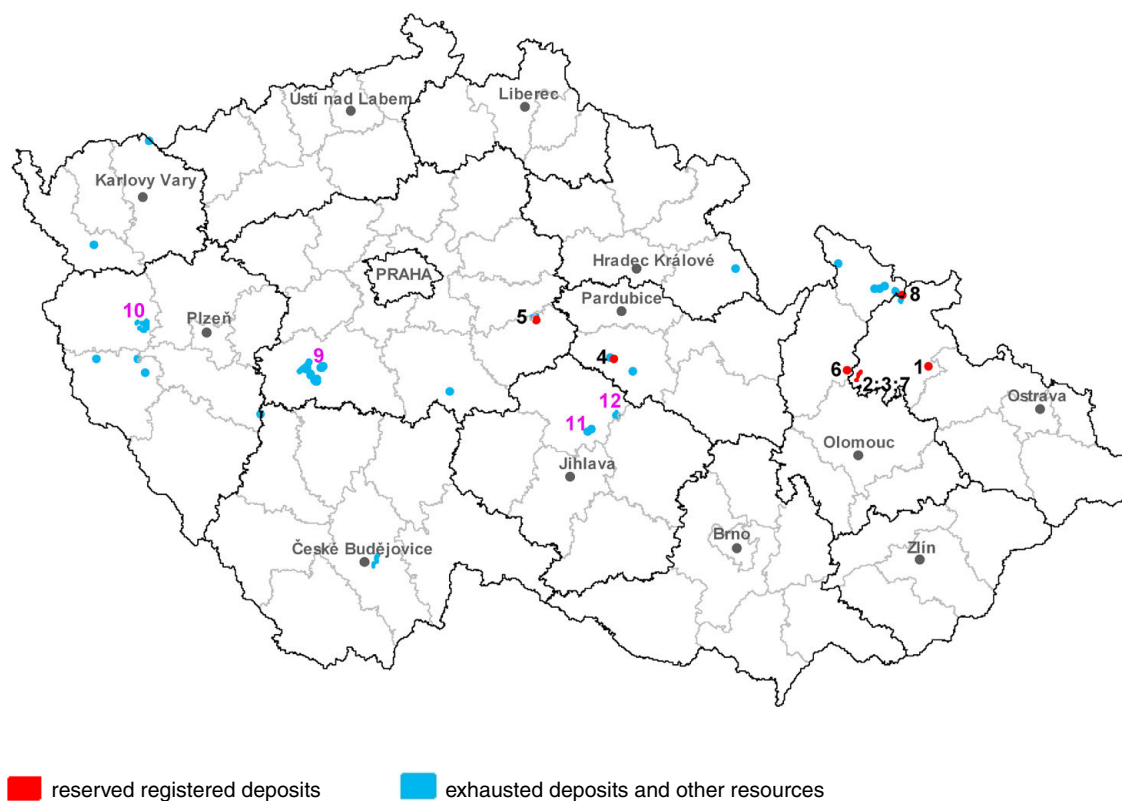 Liberec
Ústí nad Labem
Karlovy Vary
Hradec Králové
PRAHA
8
Pardubice
10
5
Plzeň
9
4
6
1
2;3;7
12
Ostrava
11
Olomouc
Jihlava
Brno
České Budějovice
Zlín
reserved registered deposits
exhausted deposits and other resources